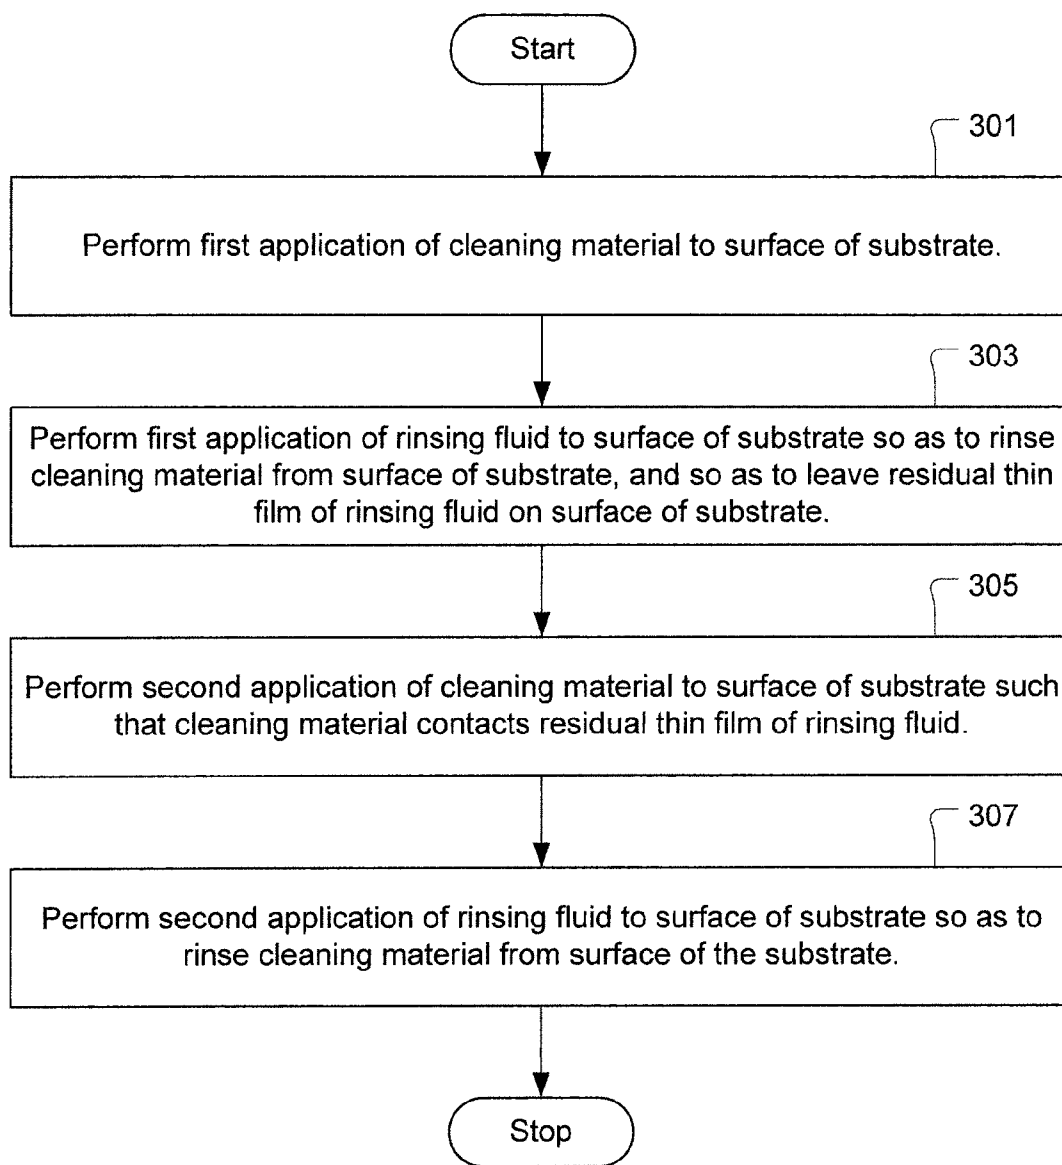 Start
301
Perform first application of cleaning material to surface of substrate.
303
Perform first application of rinsing fluid to surface of substrate so as to rinse
cleaning material from surface of substrate, and so as to leave residual thin
film of rinsing fluid on surface of substrate.
305
Perform second application of cleaning material to surface of substrate such
that cleaning material contacts residual thin film of rinsing fluid.
307
Perform second application of rinsing fluid to surface of substrate so as to
rinse cleaning material from surface of the substrate.
Stop